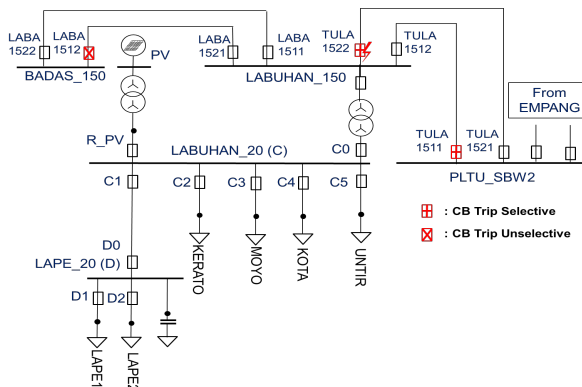 LABA
1522
LABA
1512
PV
LABA
1521
LABA
1511
TULA
1522
TULA
1512
BADAS_150
LABUHAN_150
From
EMPANG
TULA
1511
TULA
1521
R_PV
LABUHAN_20 (C)
C0
PLTU_SBW2
C1
C2
C3
C4
C5
: CB Trip Selective
: CB Trip Unselective
D0
LAPE_20 (D)
KERATO
MOYO
KOTA
UNTIR
D1
D2
LAPE1
LAPE2